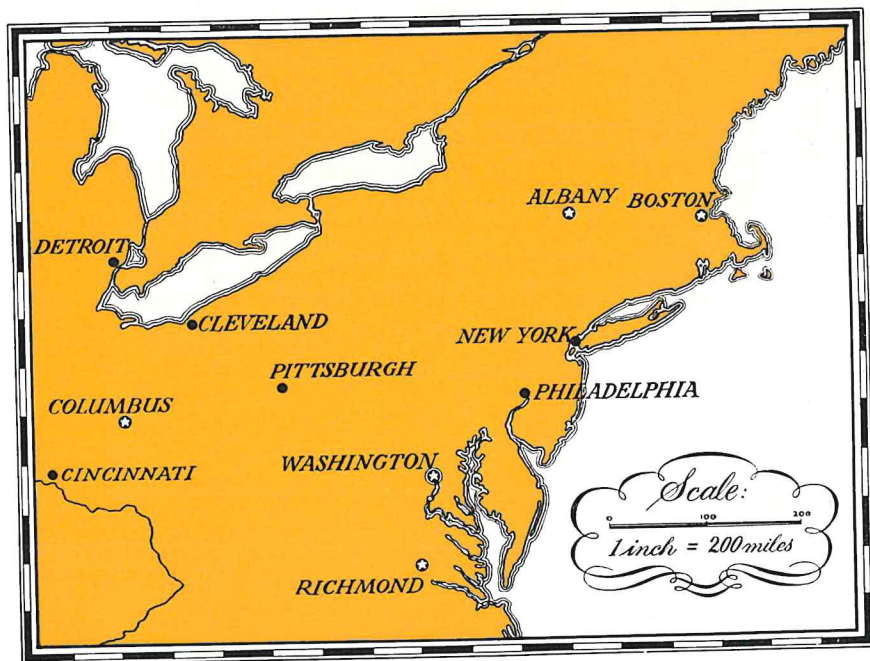 ALBANY
BOSTON
DETROIT
CLEVELAND
NEW YORK
PITTSBURGH
PHILADELPHIA
COLUMBUS
WASHINGTON
CINCINNATI
Scale:
0 100 200
1 inch = 200 miles
RICHMOND